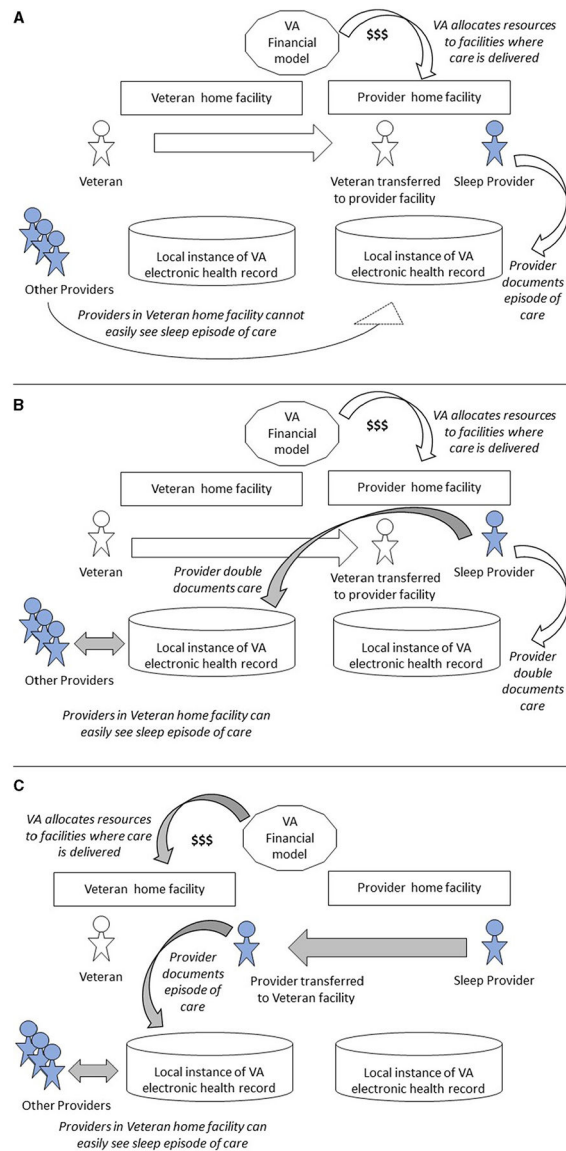 A
VA
Financial
model
$$$
VA allocates resources
to facilities where
care is delivered
Veteran home facility
Provider home facility
Veteran
Veteran transferred
to provider facility
Sleep Provider
Other Providers
Local instance of VA
electronic health record
Local instance of VA
electronic health record
Provider
documents
episode of
care
Providers in Veteran home facility cannot
easily see sleep episode of care
B
VA
Financial
model
$$$
VA allocates resources
to facilities where
care is delivered
Veteran home facility
Provider home facility
Veteran
Provider double
documents care
Veteran transferred
to provider facility
Sleep Provider
Other Providers
Local instance of VA
electronic health record
Local instance of VA
electronic health record
Provider
double
documents
care
Providers in Veteran home facility can
easily see sleep episode of care
C
VA allocates resources
to facilities where care
is delivered
$$$
VA
Financial
model
Veteran home facility
Provider home facility
Veteran
Provider
documents
episode of
care
Provider transferred
to Veteran facility
Sleep Provider
Other Providers
Local instance of VA
electronic health record
Local instance of VA
electronic health record
Providers in Veteran home facility can
easily see sleep episode of care